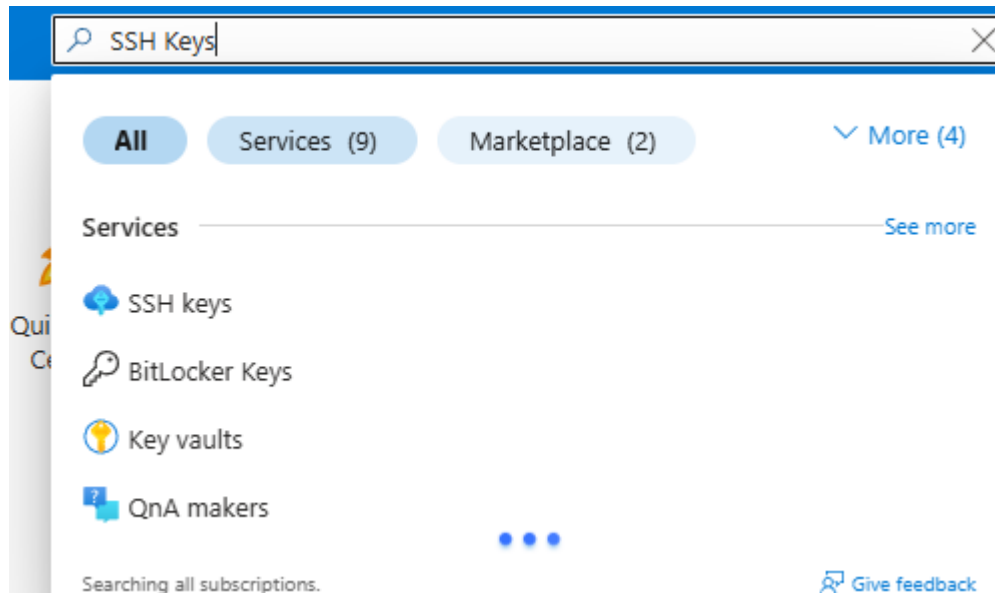 SSH Keys
All Services (9) Marketplace (2) More (4)
Services See more
SSH keys
Qui
BitLocker Keys
Key vaults
QnA makers
Searching all subscriptions. Give feedback